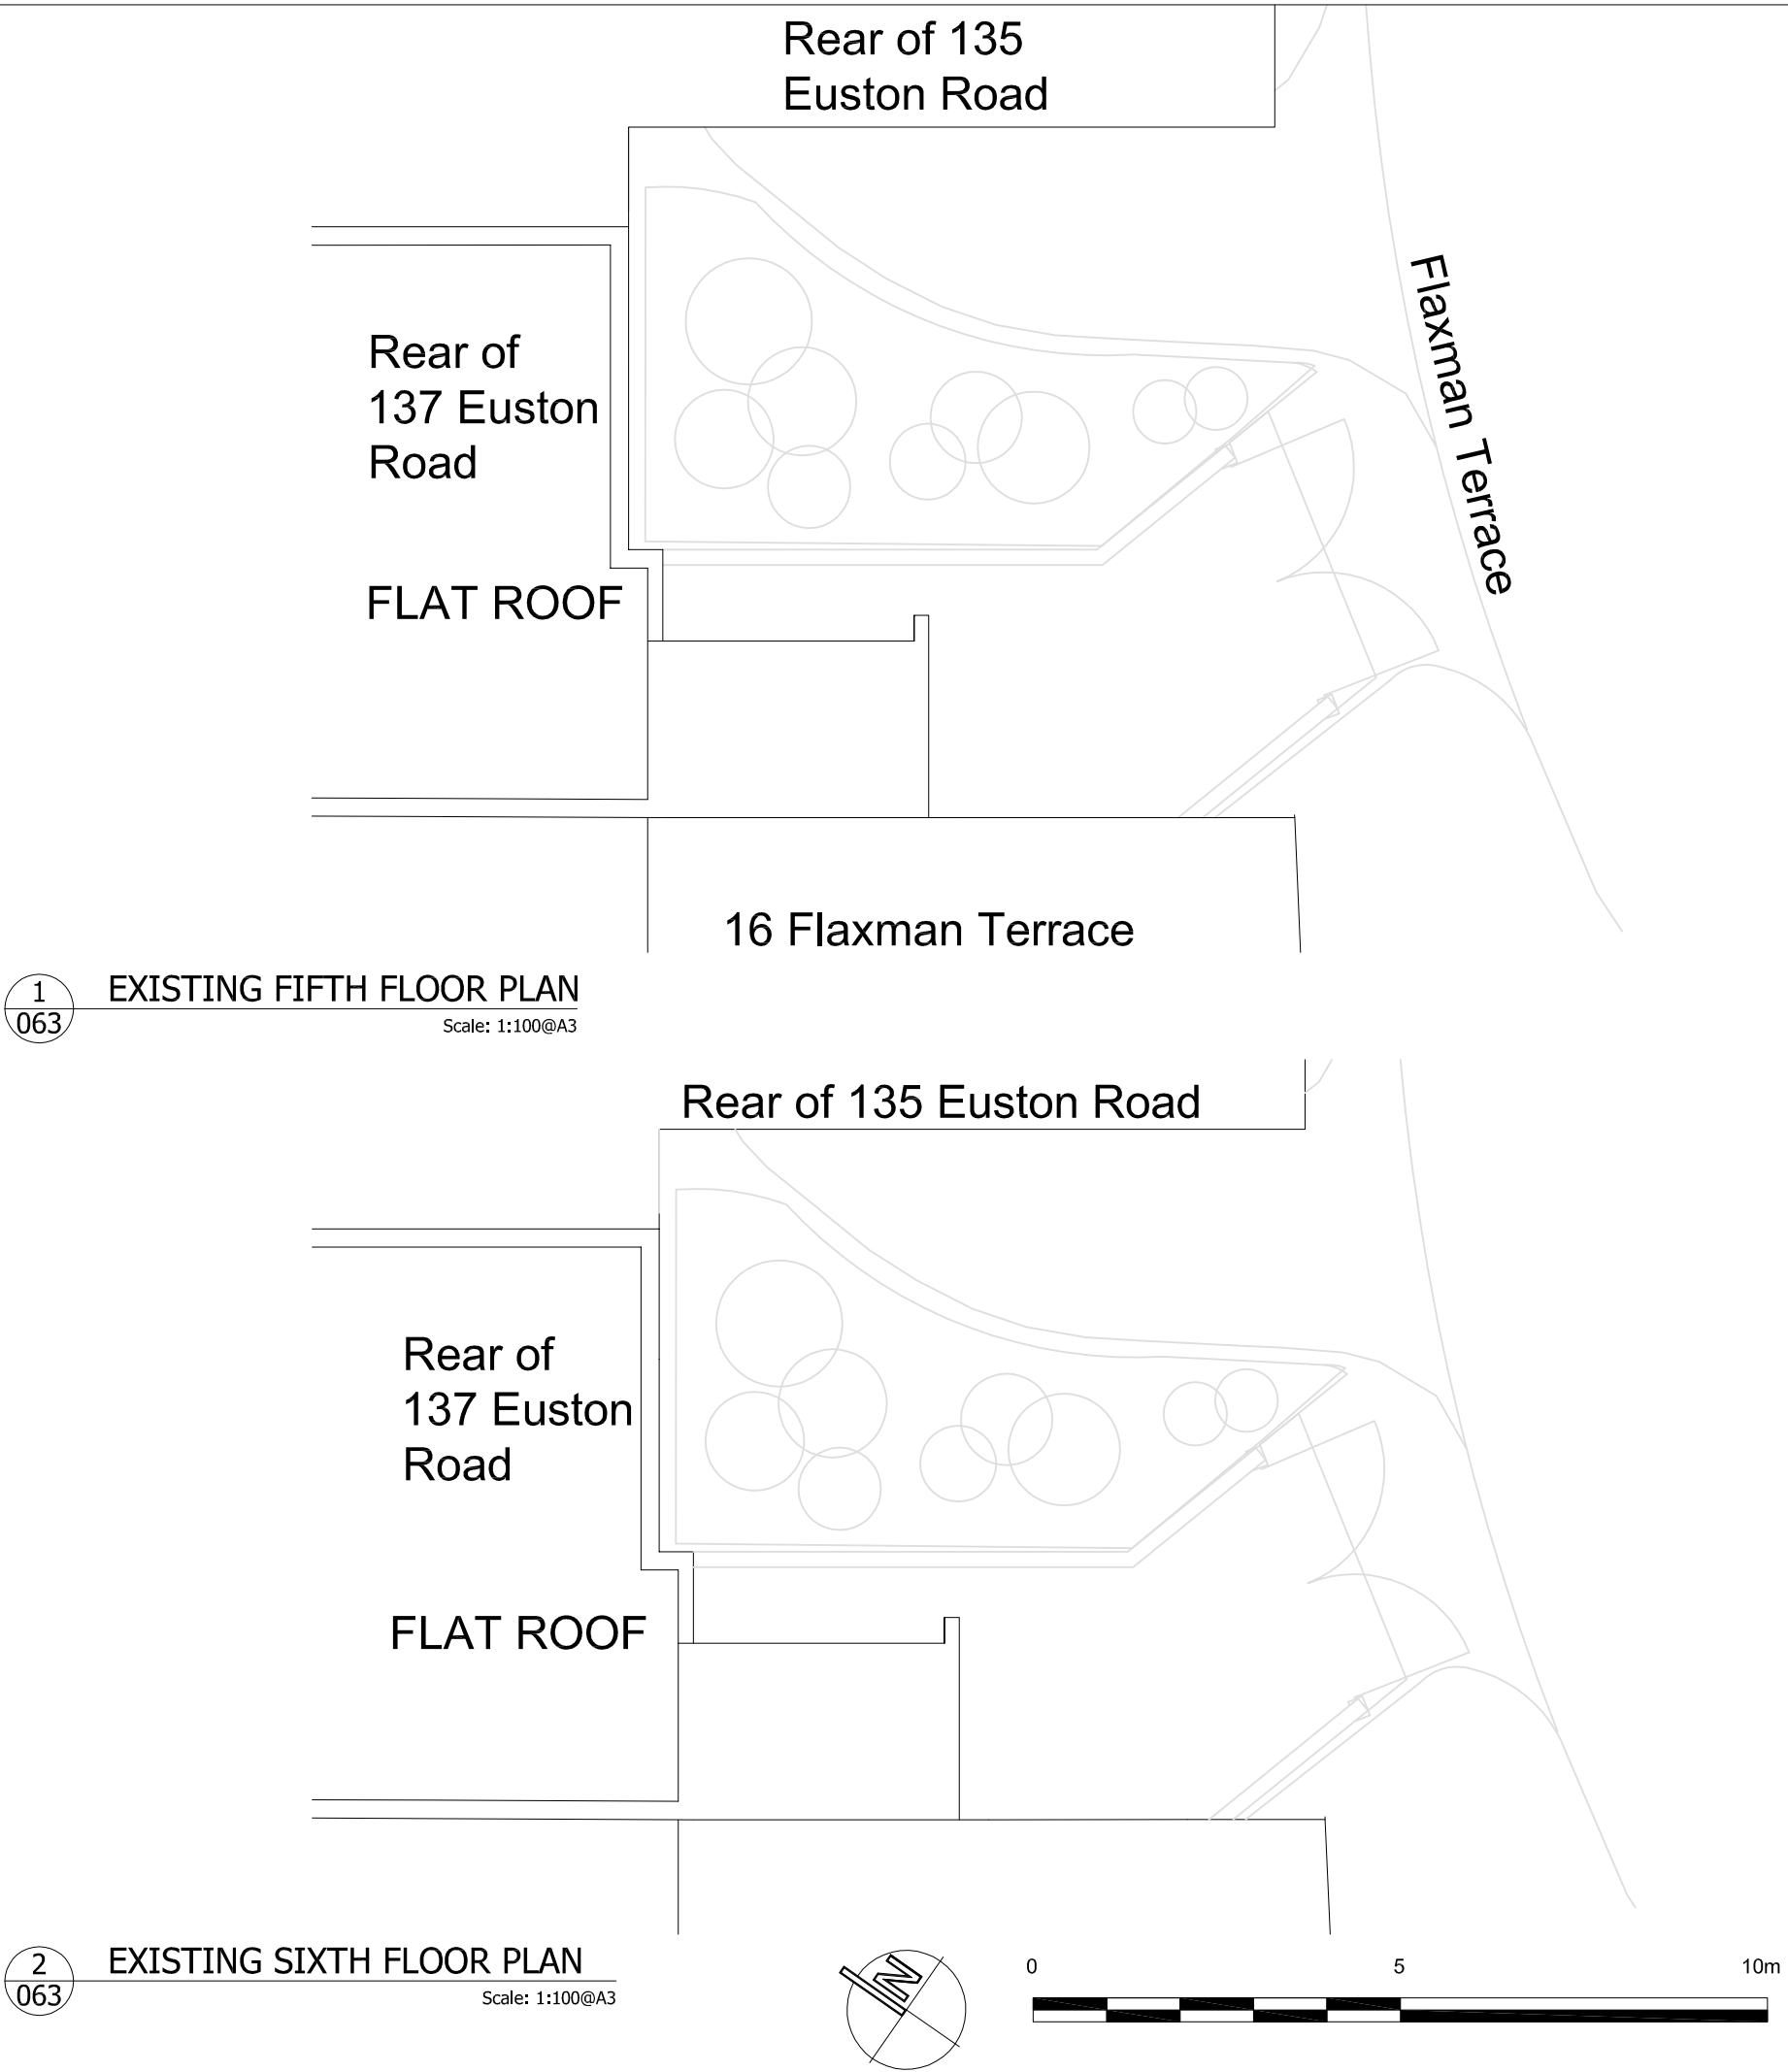 Rear of 135
Euston Road
Flaxman Terrace
Rear of
137 Euston
Road
FLAT ROOF
16 Flaxman Terrace
1
063
EXISTING FIFTH FLOOR PLAN
Scale: 1:100@A3
Rear of 135 Euston Road
Rear of
137 Euston
Road
FLAT ROOF
2
063
EXISTING SIXTH FLOOR PLAN
Scale: 1:100@A3
N
0 5 10m